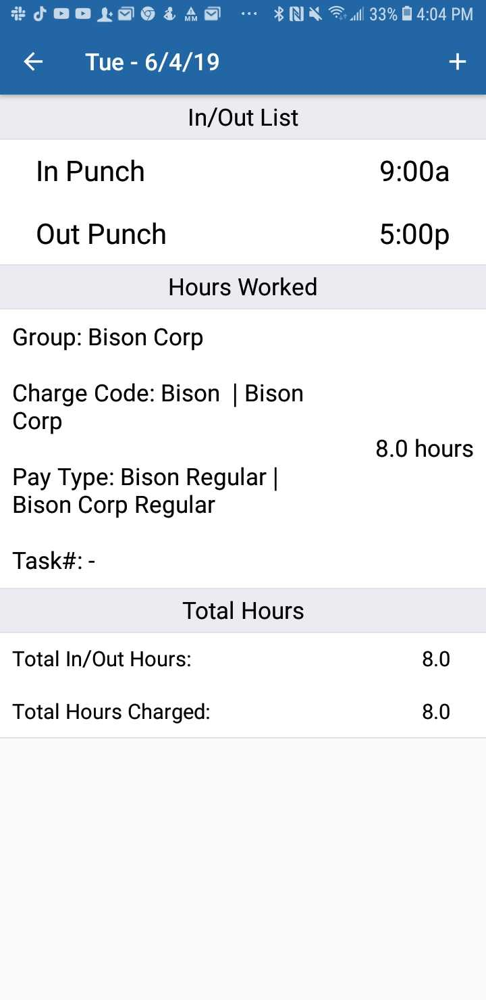 33% 4:04 PM
Tue - 6/4/19
In/Out List
In Punch 9:00a
Out Punch 5:00p
Hours Worked
Group: Bison Corp
Charge Code: Bison | Bison
Corp
8.0 hours
Pay Type: Bison Regular |
Bison Corp Regular
Task#: -
Total Hours
Total In/Out Hours: 8.0
Total Hours Charged: 8.0